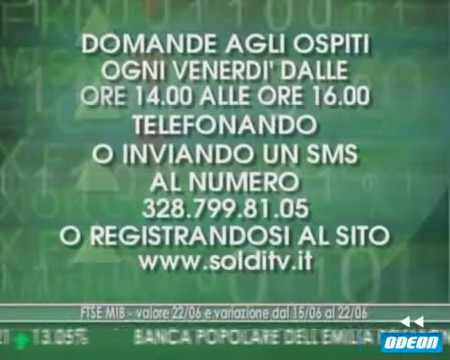 DOMANDE AGLI OSPITI
OGNI VENERDI' DALLE
ORE 14.00 ALLE ORE 16.00
TELEFONANDO
O INVIANDO UN SMS
AL NUMERO
328.799.81.05
O REGISTRANDOSI AL SITO
www.solditv.it
FTSE MIB - valore 22/06 e variazione dal 15/06 al 22/06
13.05% BANCA POPOLARE DELL'EMILIA
ODEON